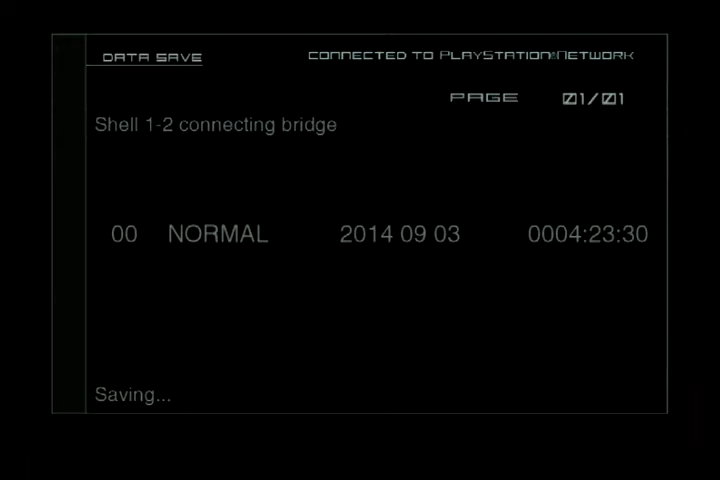 DATA SAVE
CONNECTED TO PLAYSTATION®NETWORK
PAGE 01/01
Shell 1-2 connecting bridge
00 NORMAL 2014 09 03 0004:23:30
Saving...